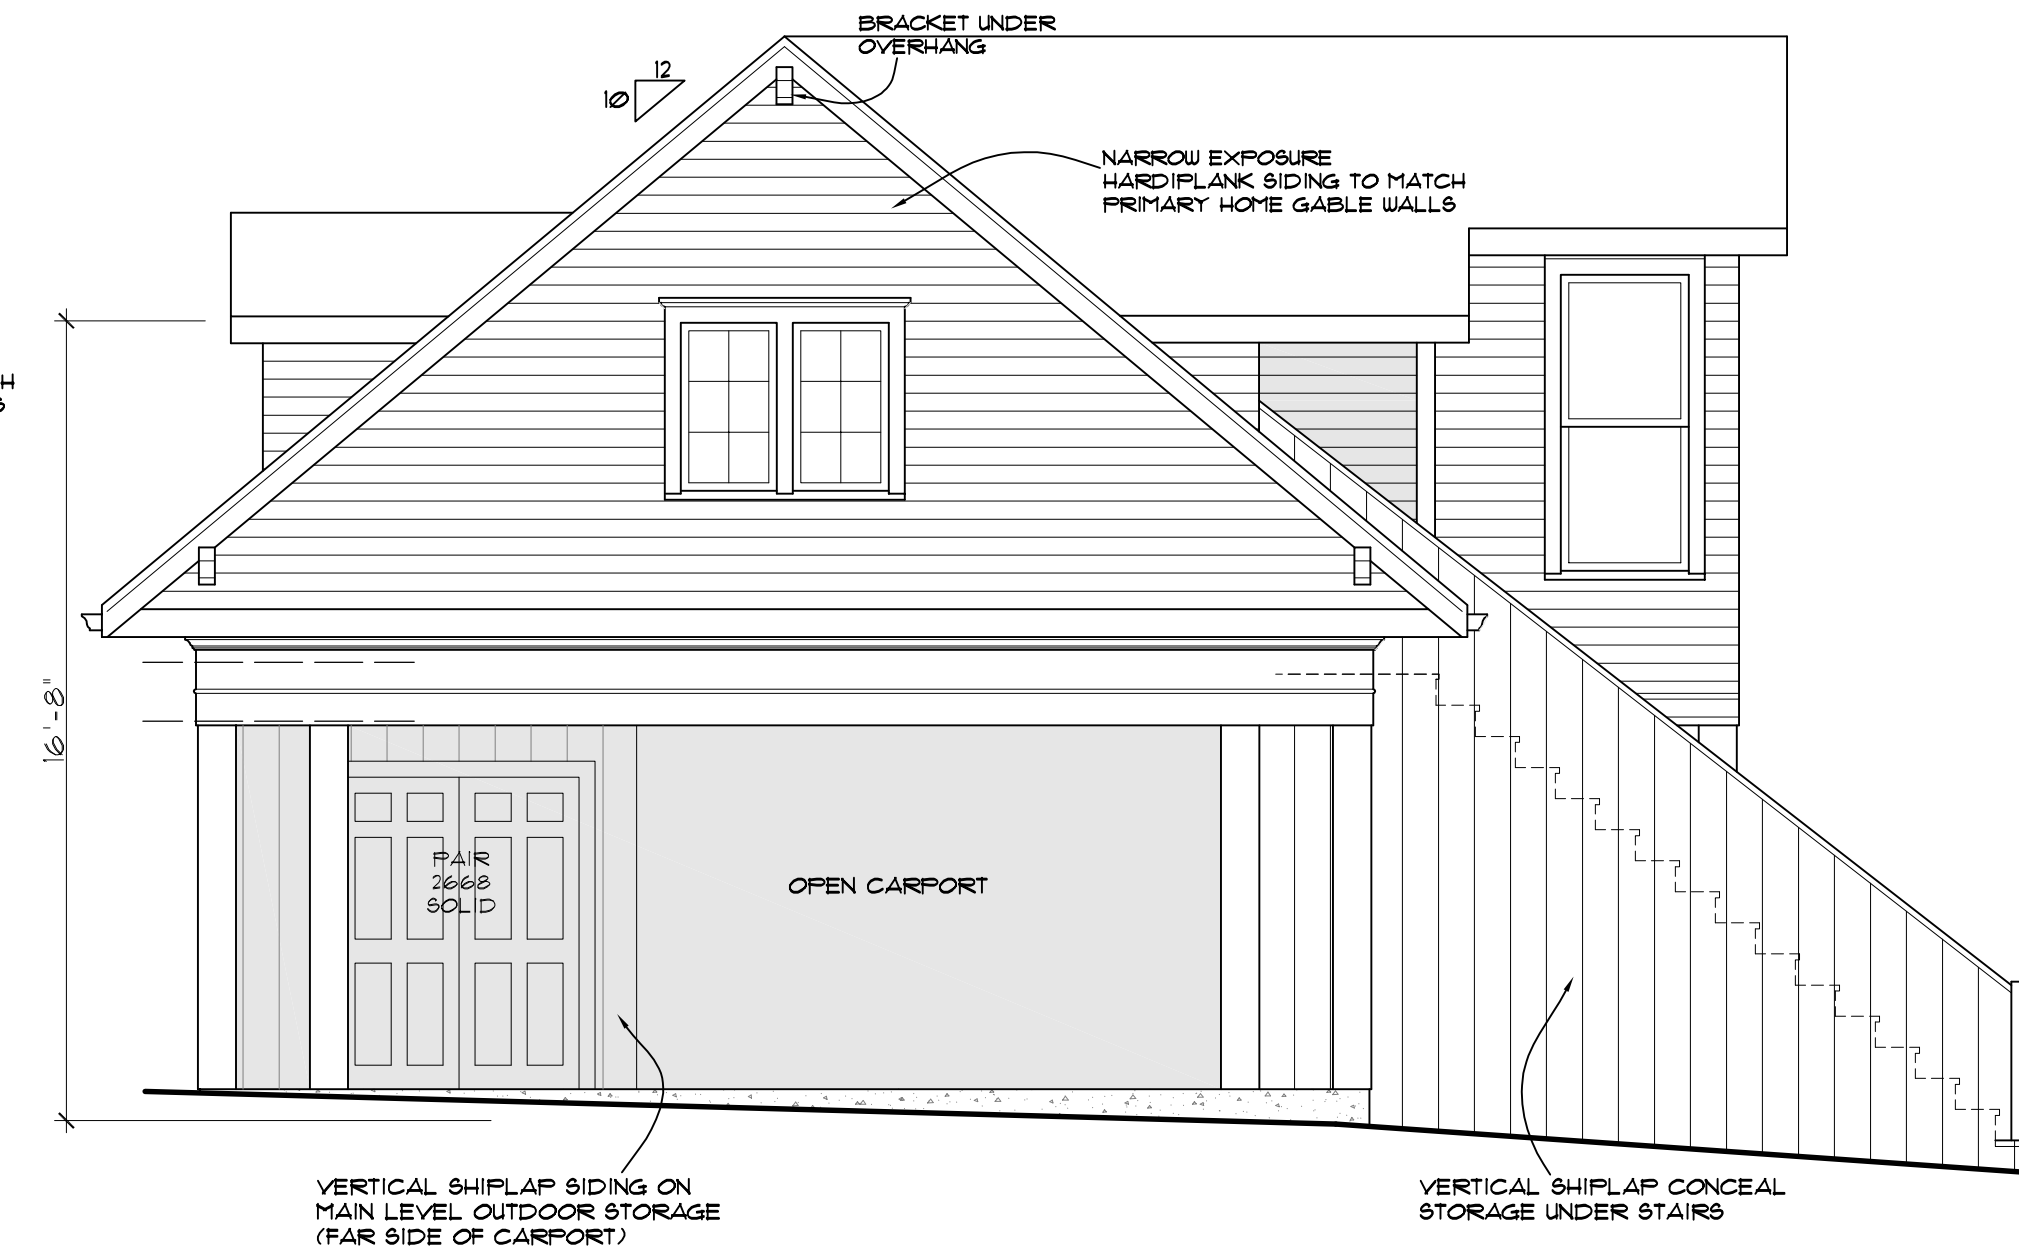 BRACKET UNDER
OVERHANG
12
10
NARROW EXPOSURE
HARDIPLANK SIDING TO MATCH
PRIMARY HOME GABLE WALLS
16'-8"
PAIR
2668
SOLID
OPEN CARPORT
VERTICAL SHIPLAP SIDING ON
MAIN LEVEL OUTDOOR STORAGE
(FAR SIDE OF CARPORT)
VERTICAL SHIPLAP CONCEAL
STORAGE UNDER STAIRS